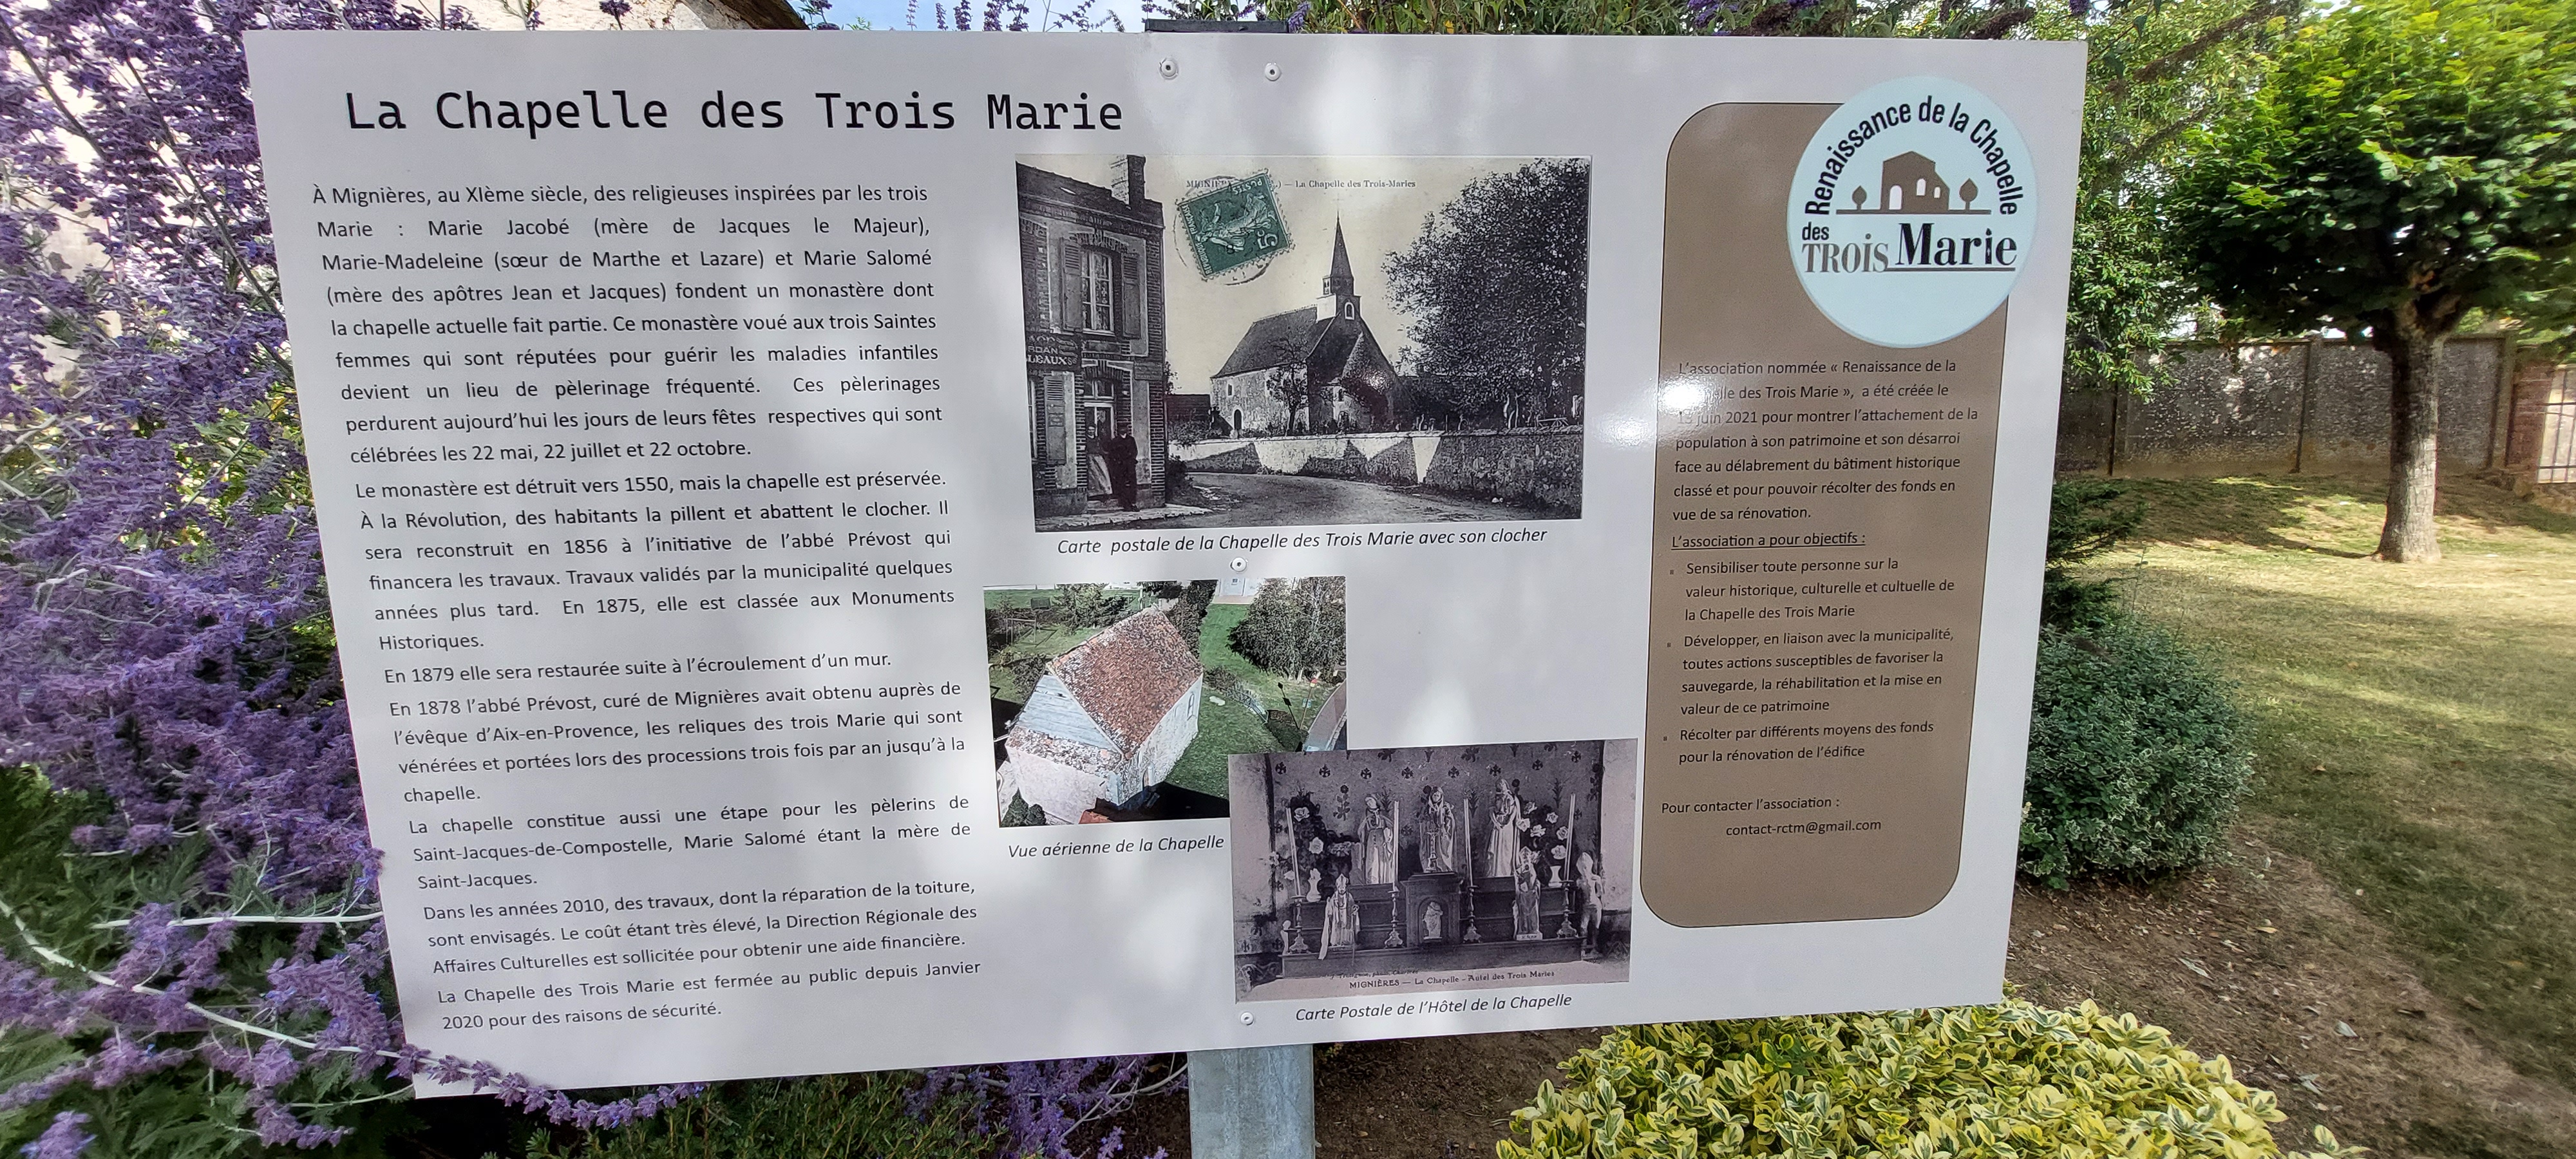 La Chapelle des Trois Marie
À Mignières, au XIème siècle, des religieuses inspirées par les trois
Marie : Marie Jacobé (mère de Jacques le Majeur),
Marie-Madeleine (sœur de Marthe et Lazare) et Marie Salomé
(mère des apôtres Jean et Jacques) fondent un monastère dont
la chapelle actuelle fait partie. Ce monastère voué aux trois Saintes
femmes qui sont réputées pour guérir les maladies infantiles
devient un lieu de pèlerinage fréquenté. Ces pèlerinages
perdurent aujourd'hui les jours de leurs fêtes respectives qui sont
célébrées les 22 mai, 22 juillet et 22 octobre.
Le monastère est détruit vers 1550, mais la chapelle est préservée.
À la Révolution, des habitants la pillent et abattent le clocher. Il
sera reconstruit en 1856 à l'initiative de l'abbé Prévost qui
financera les travaux. Travaux validés par la municipalité quelques
années plus tard. En 1875, elle est classée aux Monuments
Historiques.
En 1879 elle sera restaurée suite à l'écroulement d'un mur.
En 1878 l'abbé Prévost, curé de Mignières avait obtenu auprès de
l'évêque d'Aix-en-Provence, les reliques des trois Marie qui sont
vénérées et portées lors des processions trois fois par an jusqu'à la
chapelle.
La chapelle constitue aussi une étape pour les pèlerins de
Saint-Jacques-de-Compostelle, Marie Salomé étant la mère de
Saint-Jacques.
Dans les années 2010, des travaux, dont la réparation de la toiture,
sont envisagés. Le coût étant très élevé, la Direction Régionale des
Affaires Culturelles est sollicitée pour obtenir une aide financière.
La Chapelle des Trois Marie est fermée au public depuis Janvier
2020 pour des raisons de sécurité.
— La Chapelle des Trois-Maries
Carte postale de la Chapelle des Trois Marie avec son clocher
Vue aérienne de la Chapelle
MIGNIÈRES — La Chapelle - Autel des Trois Maries
Carte Postale de l'Hôtel de la Chapelle
Renaissance de la Chapelle
des
TROIS Marie
L'association nommée « Renaissance de la
des Trois Marie », a été créée le
13 juin 2021 pour montrer l'attachement de la
population à son patrimoine et son désarroi
face au délabrement du bâtiment historique
classé et pour pouvoir récolter des fonds en
vue de sa rénovation.
L'association a pour objectifs :
▪ Sensibiliser toute personne sur la
valeur historique, culturelle et cultuelle de
la Chapelle des Trois Marie
▪ Développer, en liaison avec la municipalité,
toutes actions susceptibles de favoriser la
sauvegarde, la réhabilitation et la mise en
valeur de ce patrimoine
▪ Récolter par différents moyens des fonds
pour la rénovation de l'édifice
Pour contacter l'association :
contact-rctm@gmail.com